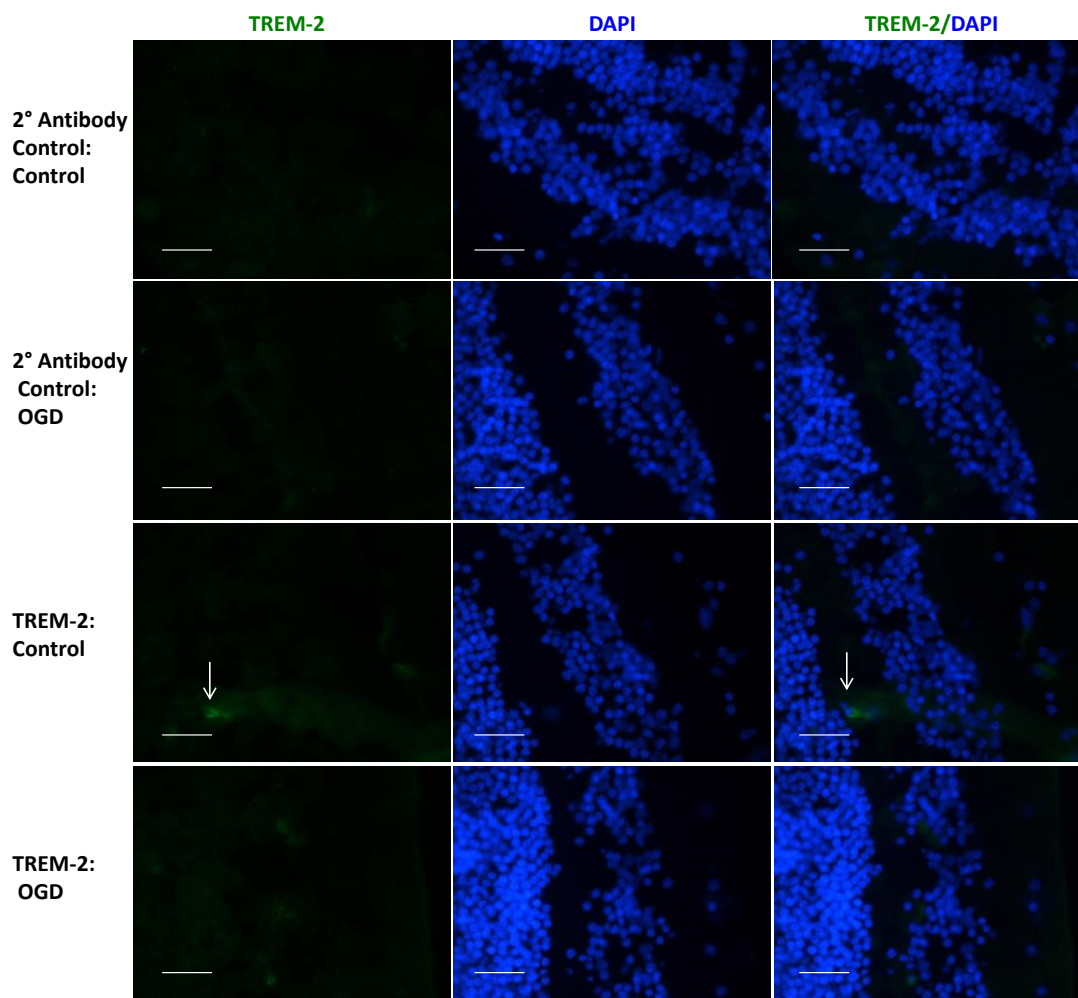 TREM-2
DAPI
TREM-2/DAPI
2° Antibody
Control:
Control
2° Antibody
Control:
OGD
TREM-2:
Control
TREM-2:
OGD